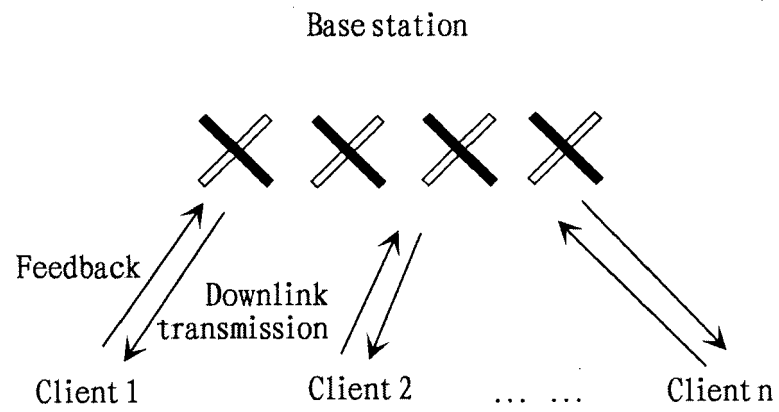 Base station
Feedback
Downlink
transmission
Client 1
Client 2
... ...
Client n